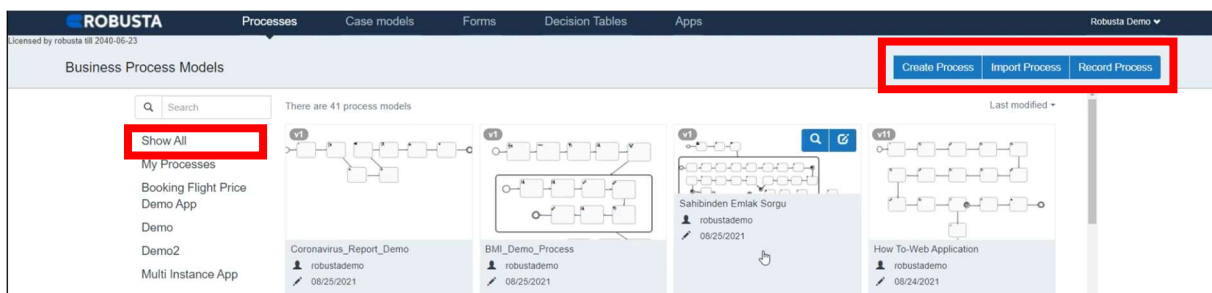 ROBUSTA Processes Case models Forms Decision Tables Apps Robusta Demo
Licensed by robusta till 2040-06-23
Business Process Models Create Process Import Process Record Process
Search There are 41 process models Last modified
Show All
My Processes
Booking Flight Price
Demo App
Demo
Demo2
Multi Instance App
v1
Coronavirus_Report_Demo
robustademo
08/25/2021
v1
BMI_Demo_Process
robustademo
08/25/2021
v1
Sahibinden Emlak Sorgu
robustademo
08/25/2021
v11
How To-Web Application
robustademo
08/24/2021